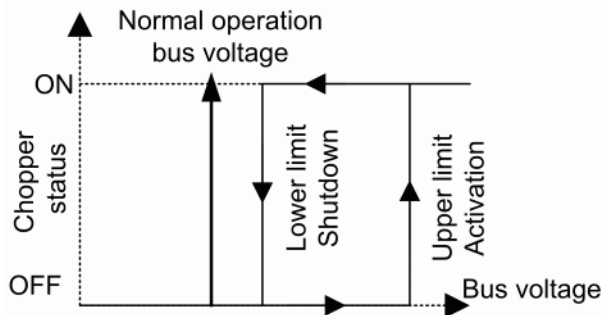 Normal operation
bus voltage
ON
Chopper
status
Lower limit
Shutdown
Upper limit
Activation
OFF
Bus voltage